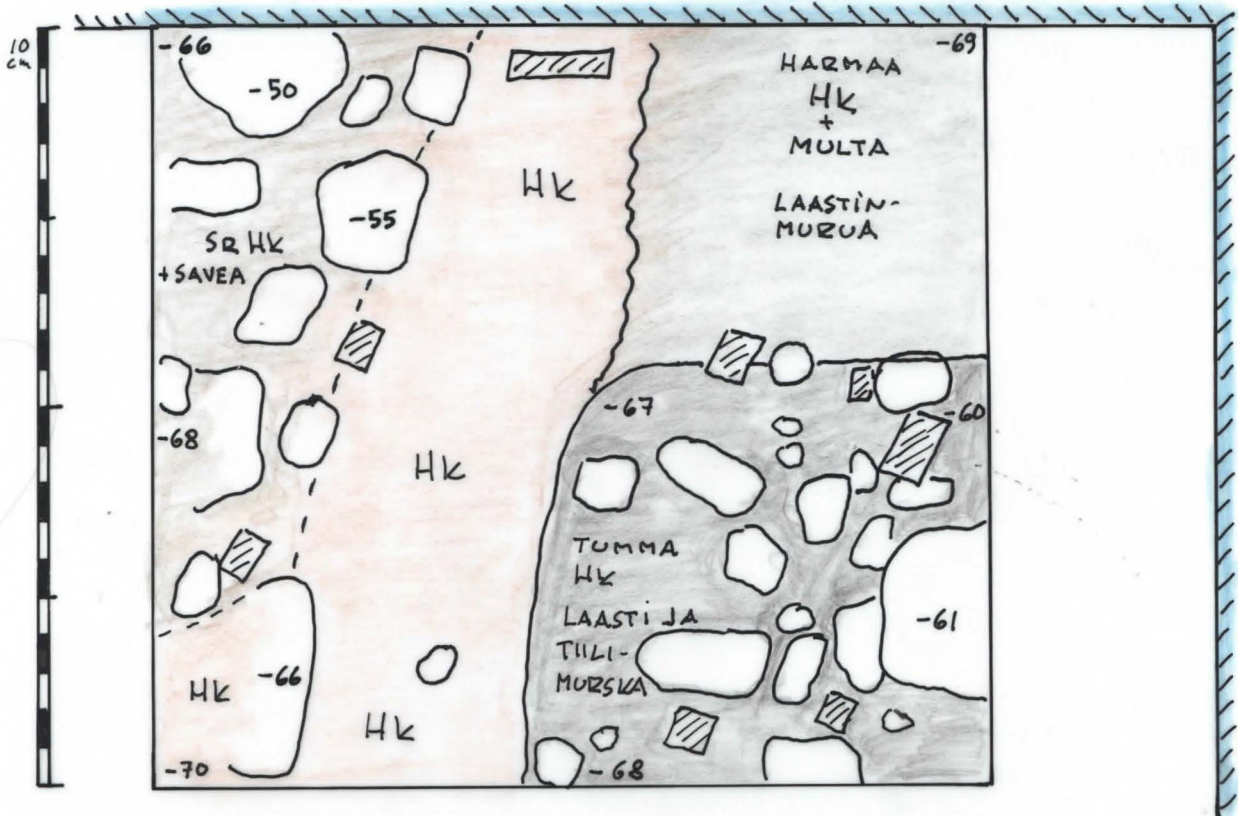 10
cm
-66
-50
-69
HARMAA
HK
+
MULTA
LAASTIN-
MURUA
HK
-55
SR HK
+ SAVEA
-67
-60
-68
HK
TUMMA
HK
LAASTI JA
TIILI-
MURSKA
-61
HK
-66
HK
-70
-68